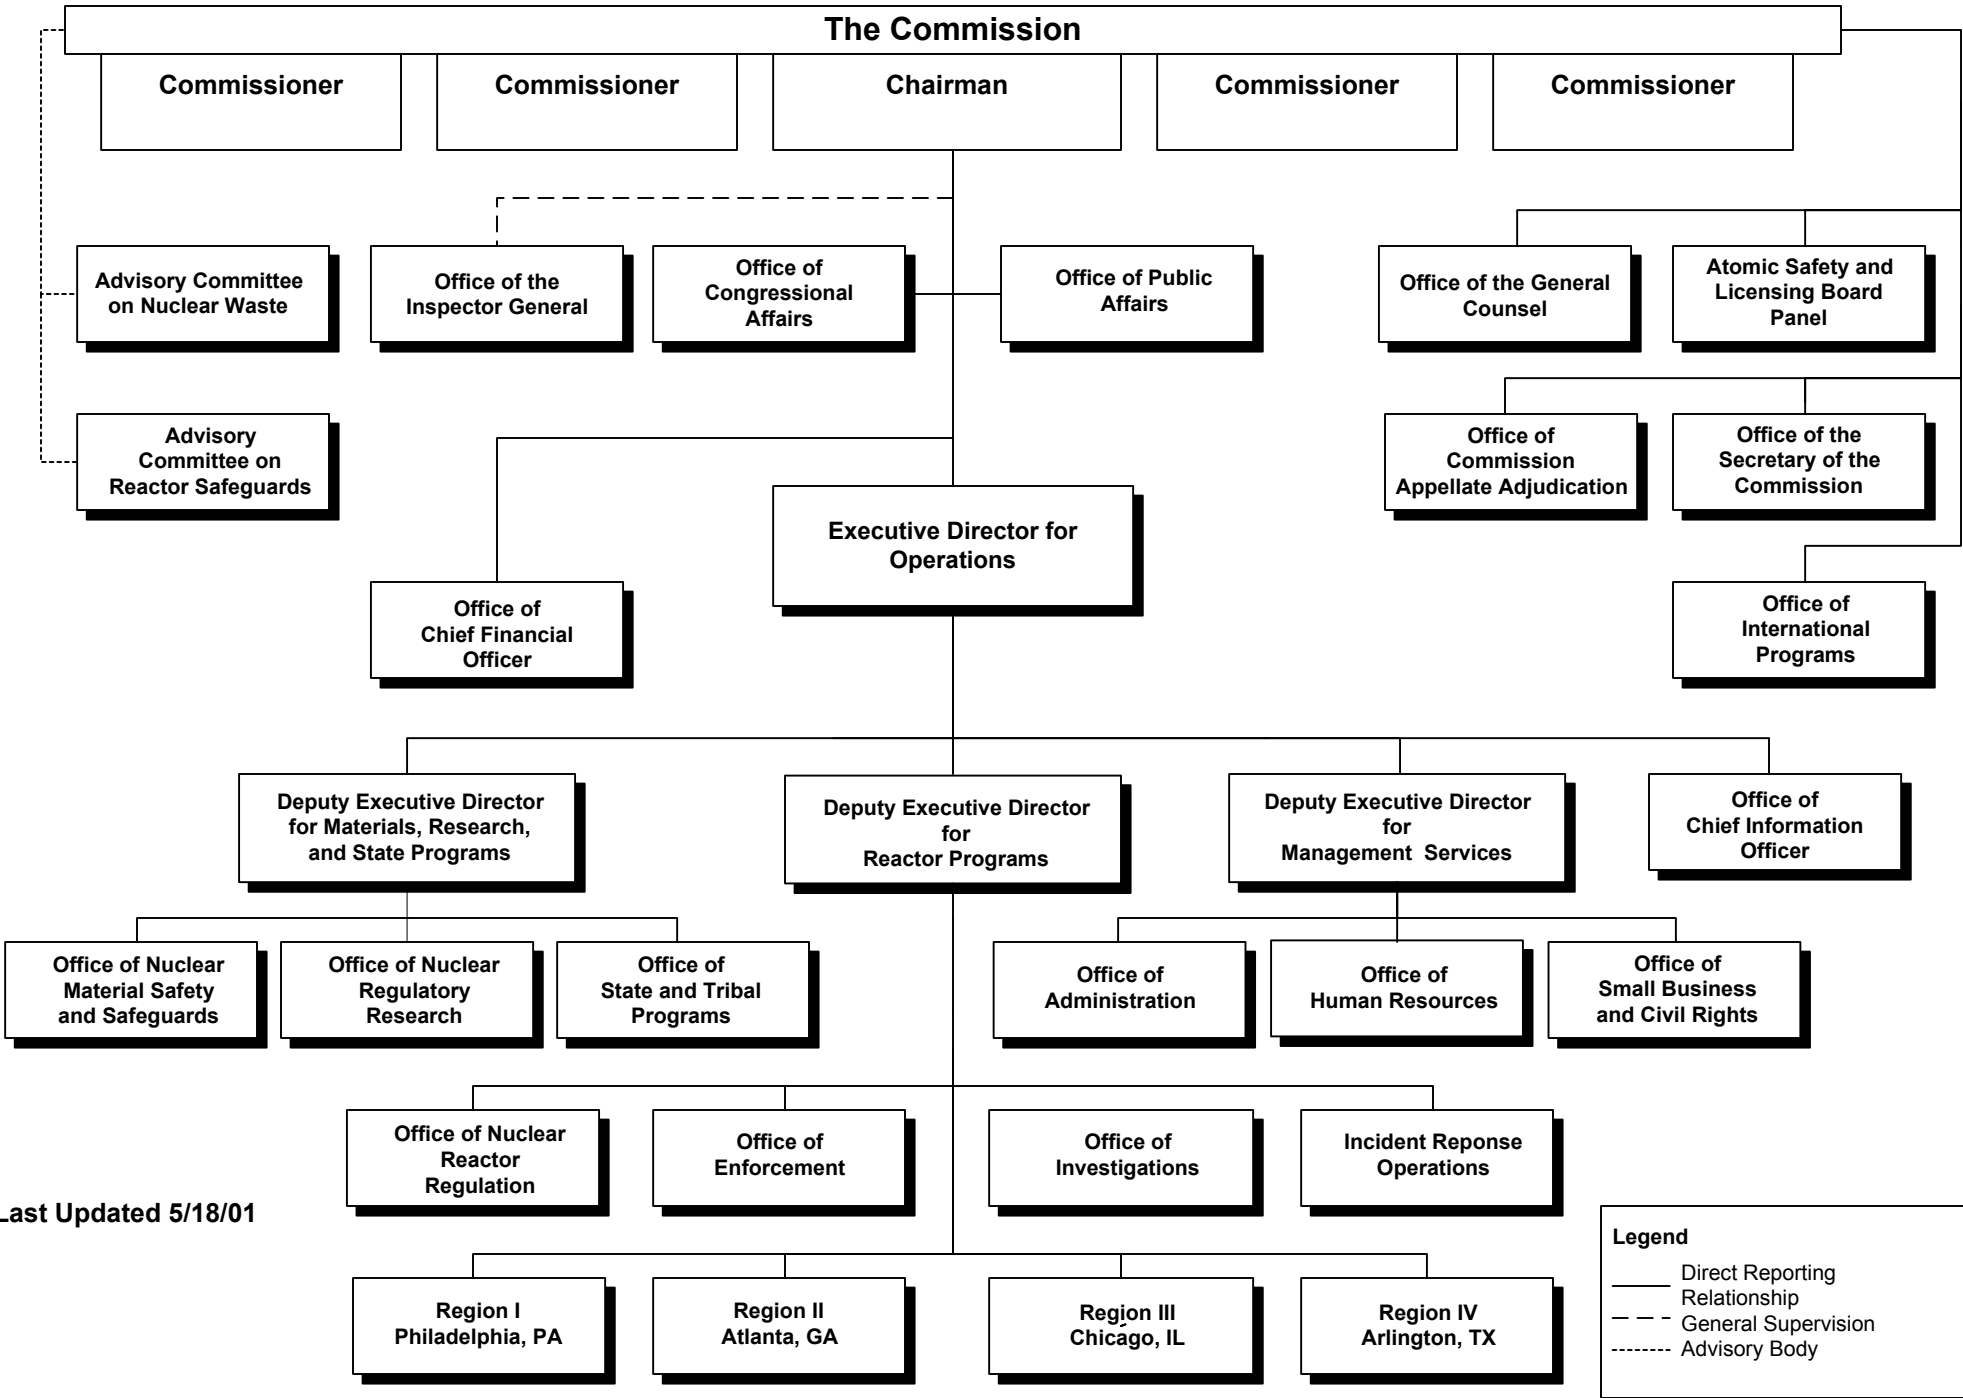 The Commission
Commissioner
Commissioner
Chairman
Commissioner
Commissioner
Advisory Committee
on Nuclear Waste
Office of the
Inspector General
Office of
Congressional
Affairs
Office of Public
Affairs
Office of the General
Counsel
Atomic Safety and
Licensing Board
Panel
Advisory
Committee on
Reactor Safeguards
Office of
Commission
Appellate Adjudication
Office of the
Secretary of the
Commission
Executive Director for
Operations
Office of
Chief Financial
Officer
Office of
International
Programs
Deputy Executive Director
for Materials, Research,
and State Programs
Deputy Executive Director
for
Reactor Programs
Deputy Executive Director
for
Management Services
Office of
Chief Information
Officer
Office of Nuclear
Material Safety
and Safeguards
Office of Nuclear
Regulatory
Research
Office of
State and Tribal
Programs
Office of
Administration
Office of
Human Resources
Office of
Small Business
and Civil Rights
Office of Nuclear
Reactor
Regulation
Office of
Enforcement
Office of
Investigations
Incident Reponse
Operations
Last Updated 5/18/01
Region I
Philadelphia, PA
Region II
Atlanta, GA
Region III
Chicago, IL
Region IV
Arlington, TX
Legend
Direct Reporting
Relationship
General Supervision
Advisory Body